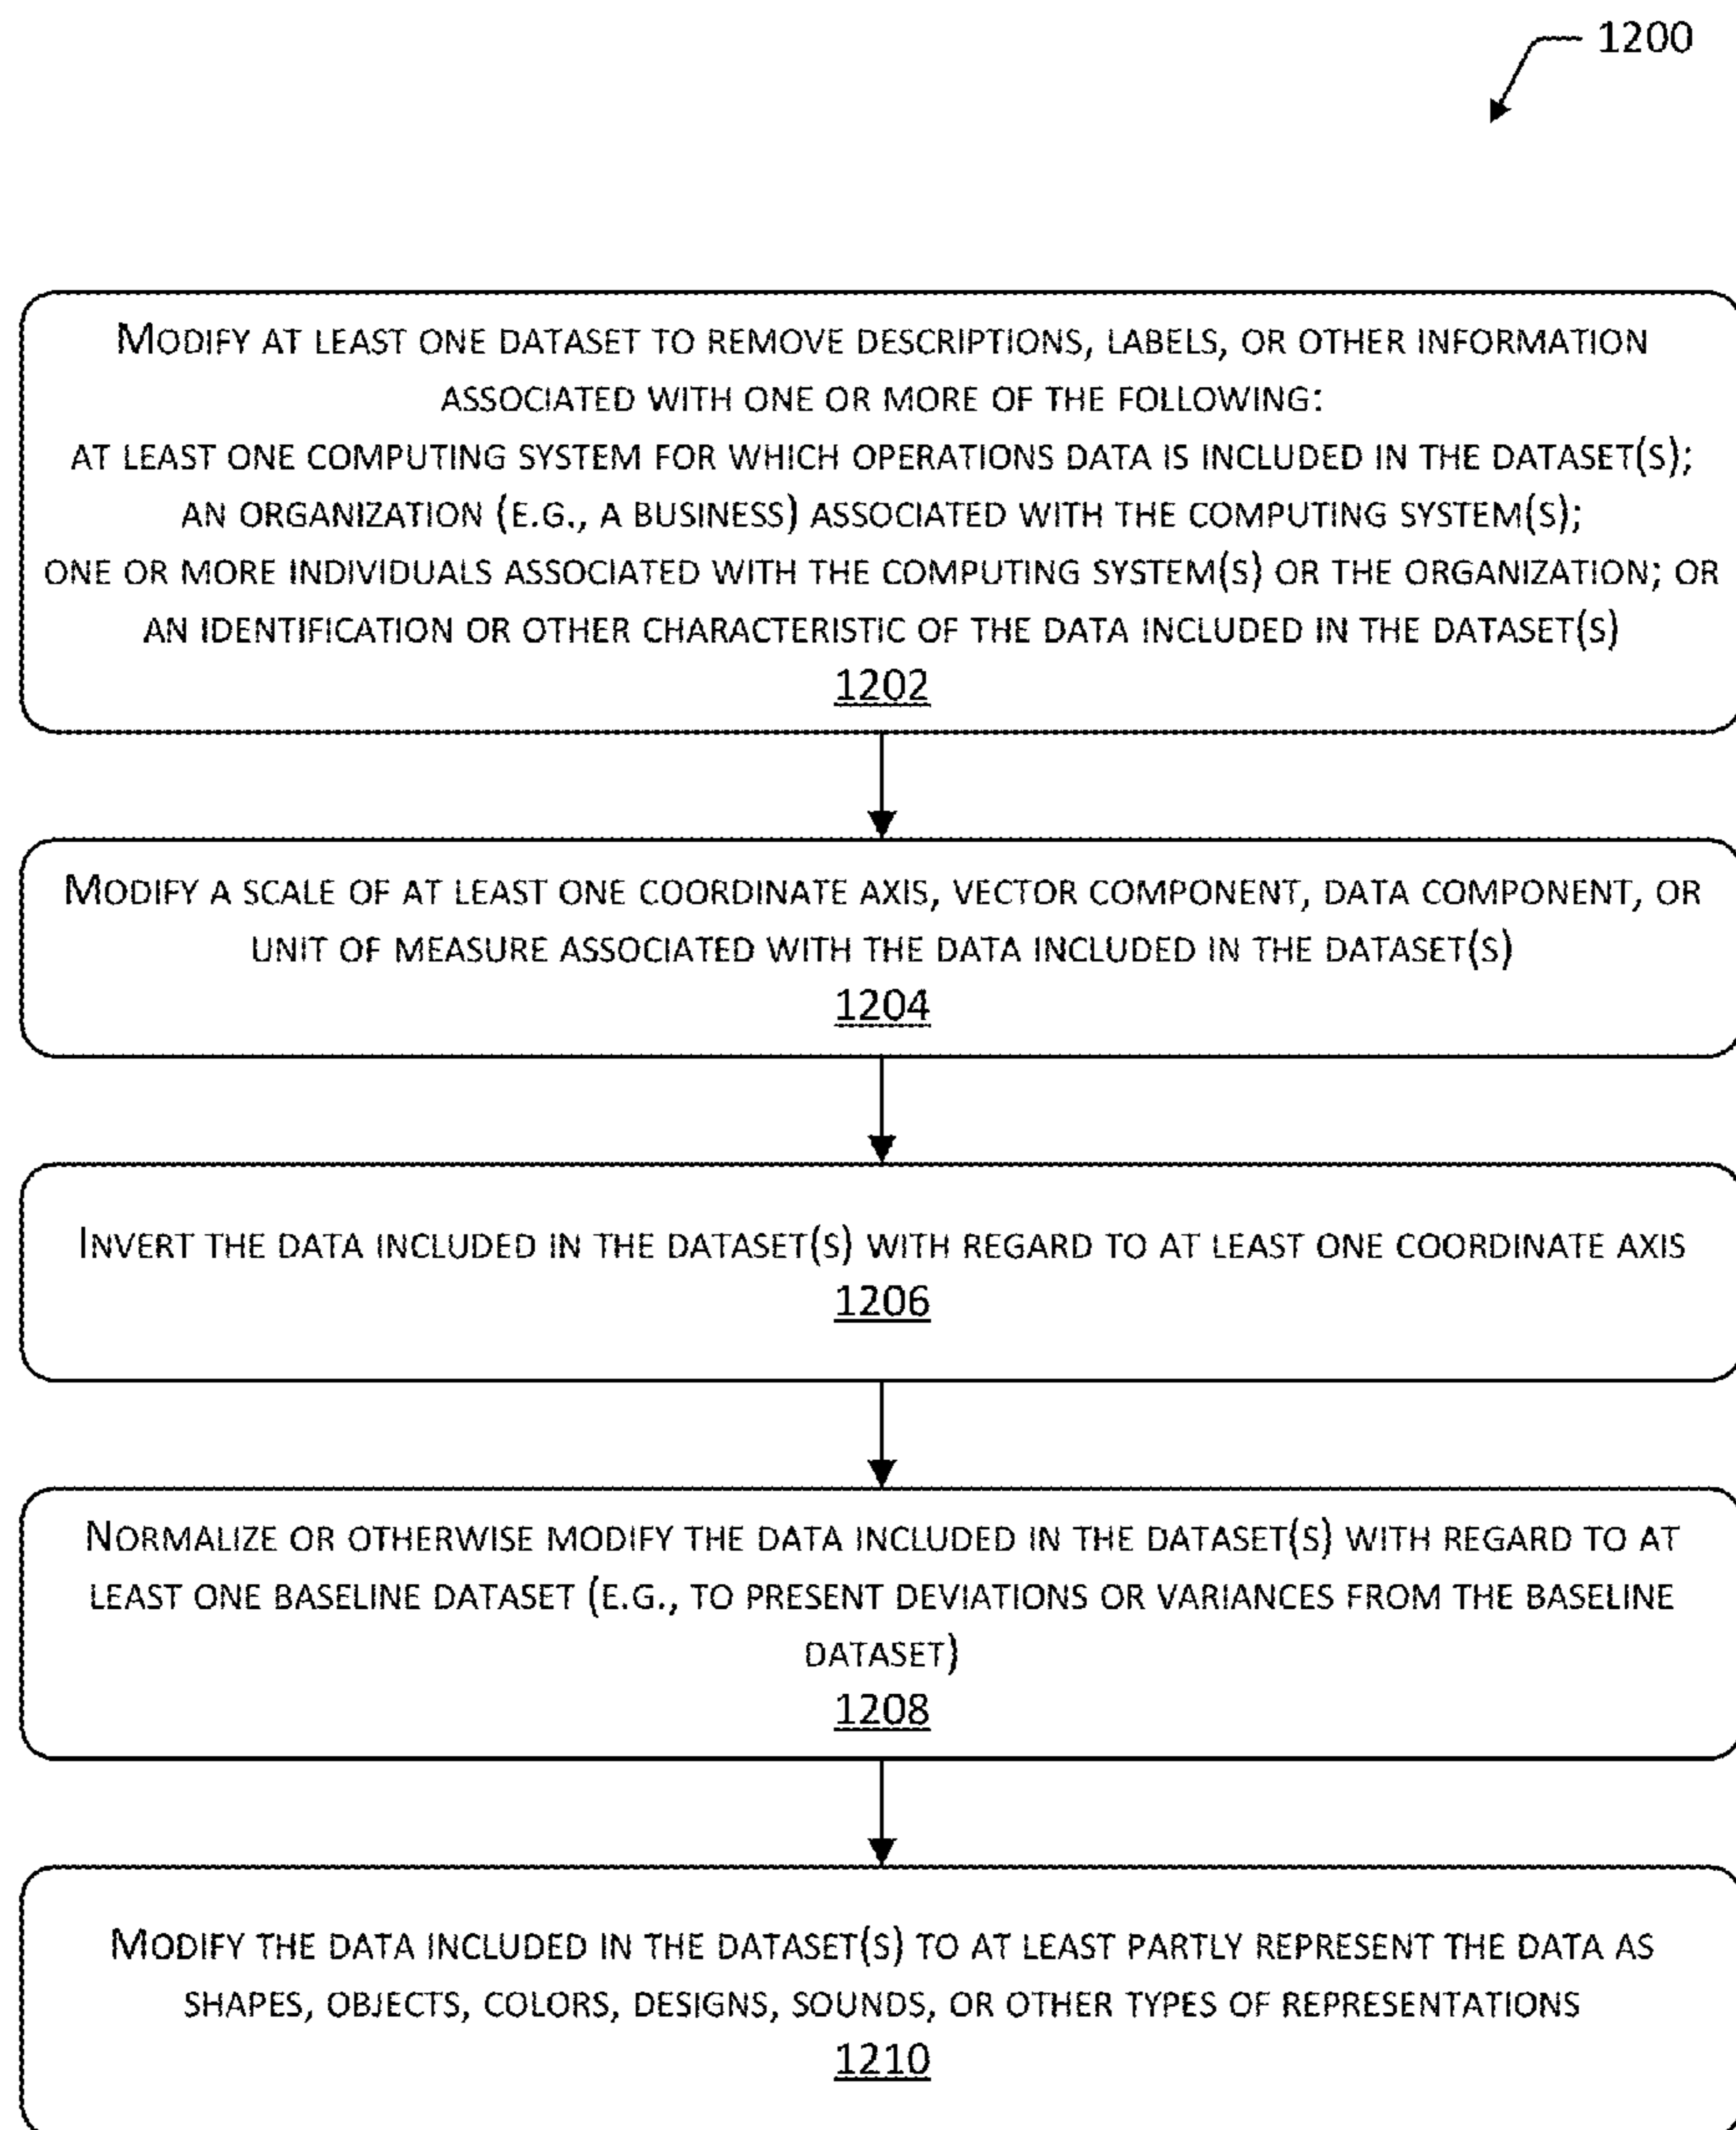 1200
MODIFY AT LEAST ONE DATASET TO REMOVE DESCRIPTIONS, LABELS, OR OTHER INFORMATION
ASSOCIATED WITH ONE OR MORE OF THE FOLLOWING:
AT LEAST ONE COMPUTING SYSTEM FOR WHICH OPERATIONS DATA IS INCLUDED IN THE DATASET(S);
AN ORGANIZATION (E.G., A BUSINESS) ASSOCIATED WITH THE COMPUTING SYSTEM(S);
ONE OR MORE INDIVIDUALS ASSOCIATED WITH THE COMPUTING SYSTEM(S) OR THE ORGANIZATION; OR
AN IDENTIFICATION OR OTHER CHARACTERISTIC OF THE DATA INCLUDED IN THE DATASET(S)
1202
MODIFY A SCALE OF AT LEAST ONE COORDINATE AXIS, VECTOR COMPONENT, DATA COMPONENT, OR
UNIT OF MEASURE ASSOCIATED WITH THE DATA INCLUDED IN THE DATASET(S)
1204
INVERT THE DATA INCLUDED IN THE DATASET(S) WITH REGARD TO AT LEAST ONE COORDINATE AXIS
1206
NORMALIZE OR OTHERWISE MODIFY THE DATA INCLUDED IN THE DATASET(S) WITH REGARD TO AT
LEAST ONE BASELINE DATASET (E.G., TO PRESENT DEVIATIONS OR VARIANCES FROM THE BASELINE
DATASET)
1208
MODIFY THE DATA INCLUDED IN THE DATASET(S) TO AT LEAST PARTLY REPRESENT THE DATA AS
SHAPES, OBJECTS, COLORS, DESIGNS, SOUNDS, OR OTHER TYPES OF REPRESENTATIONS
1210